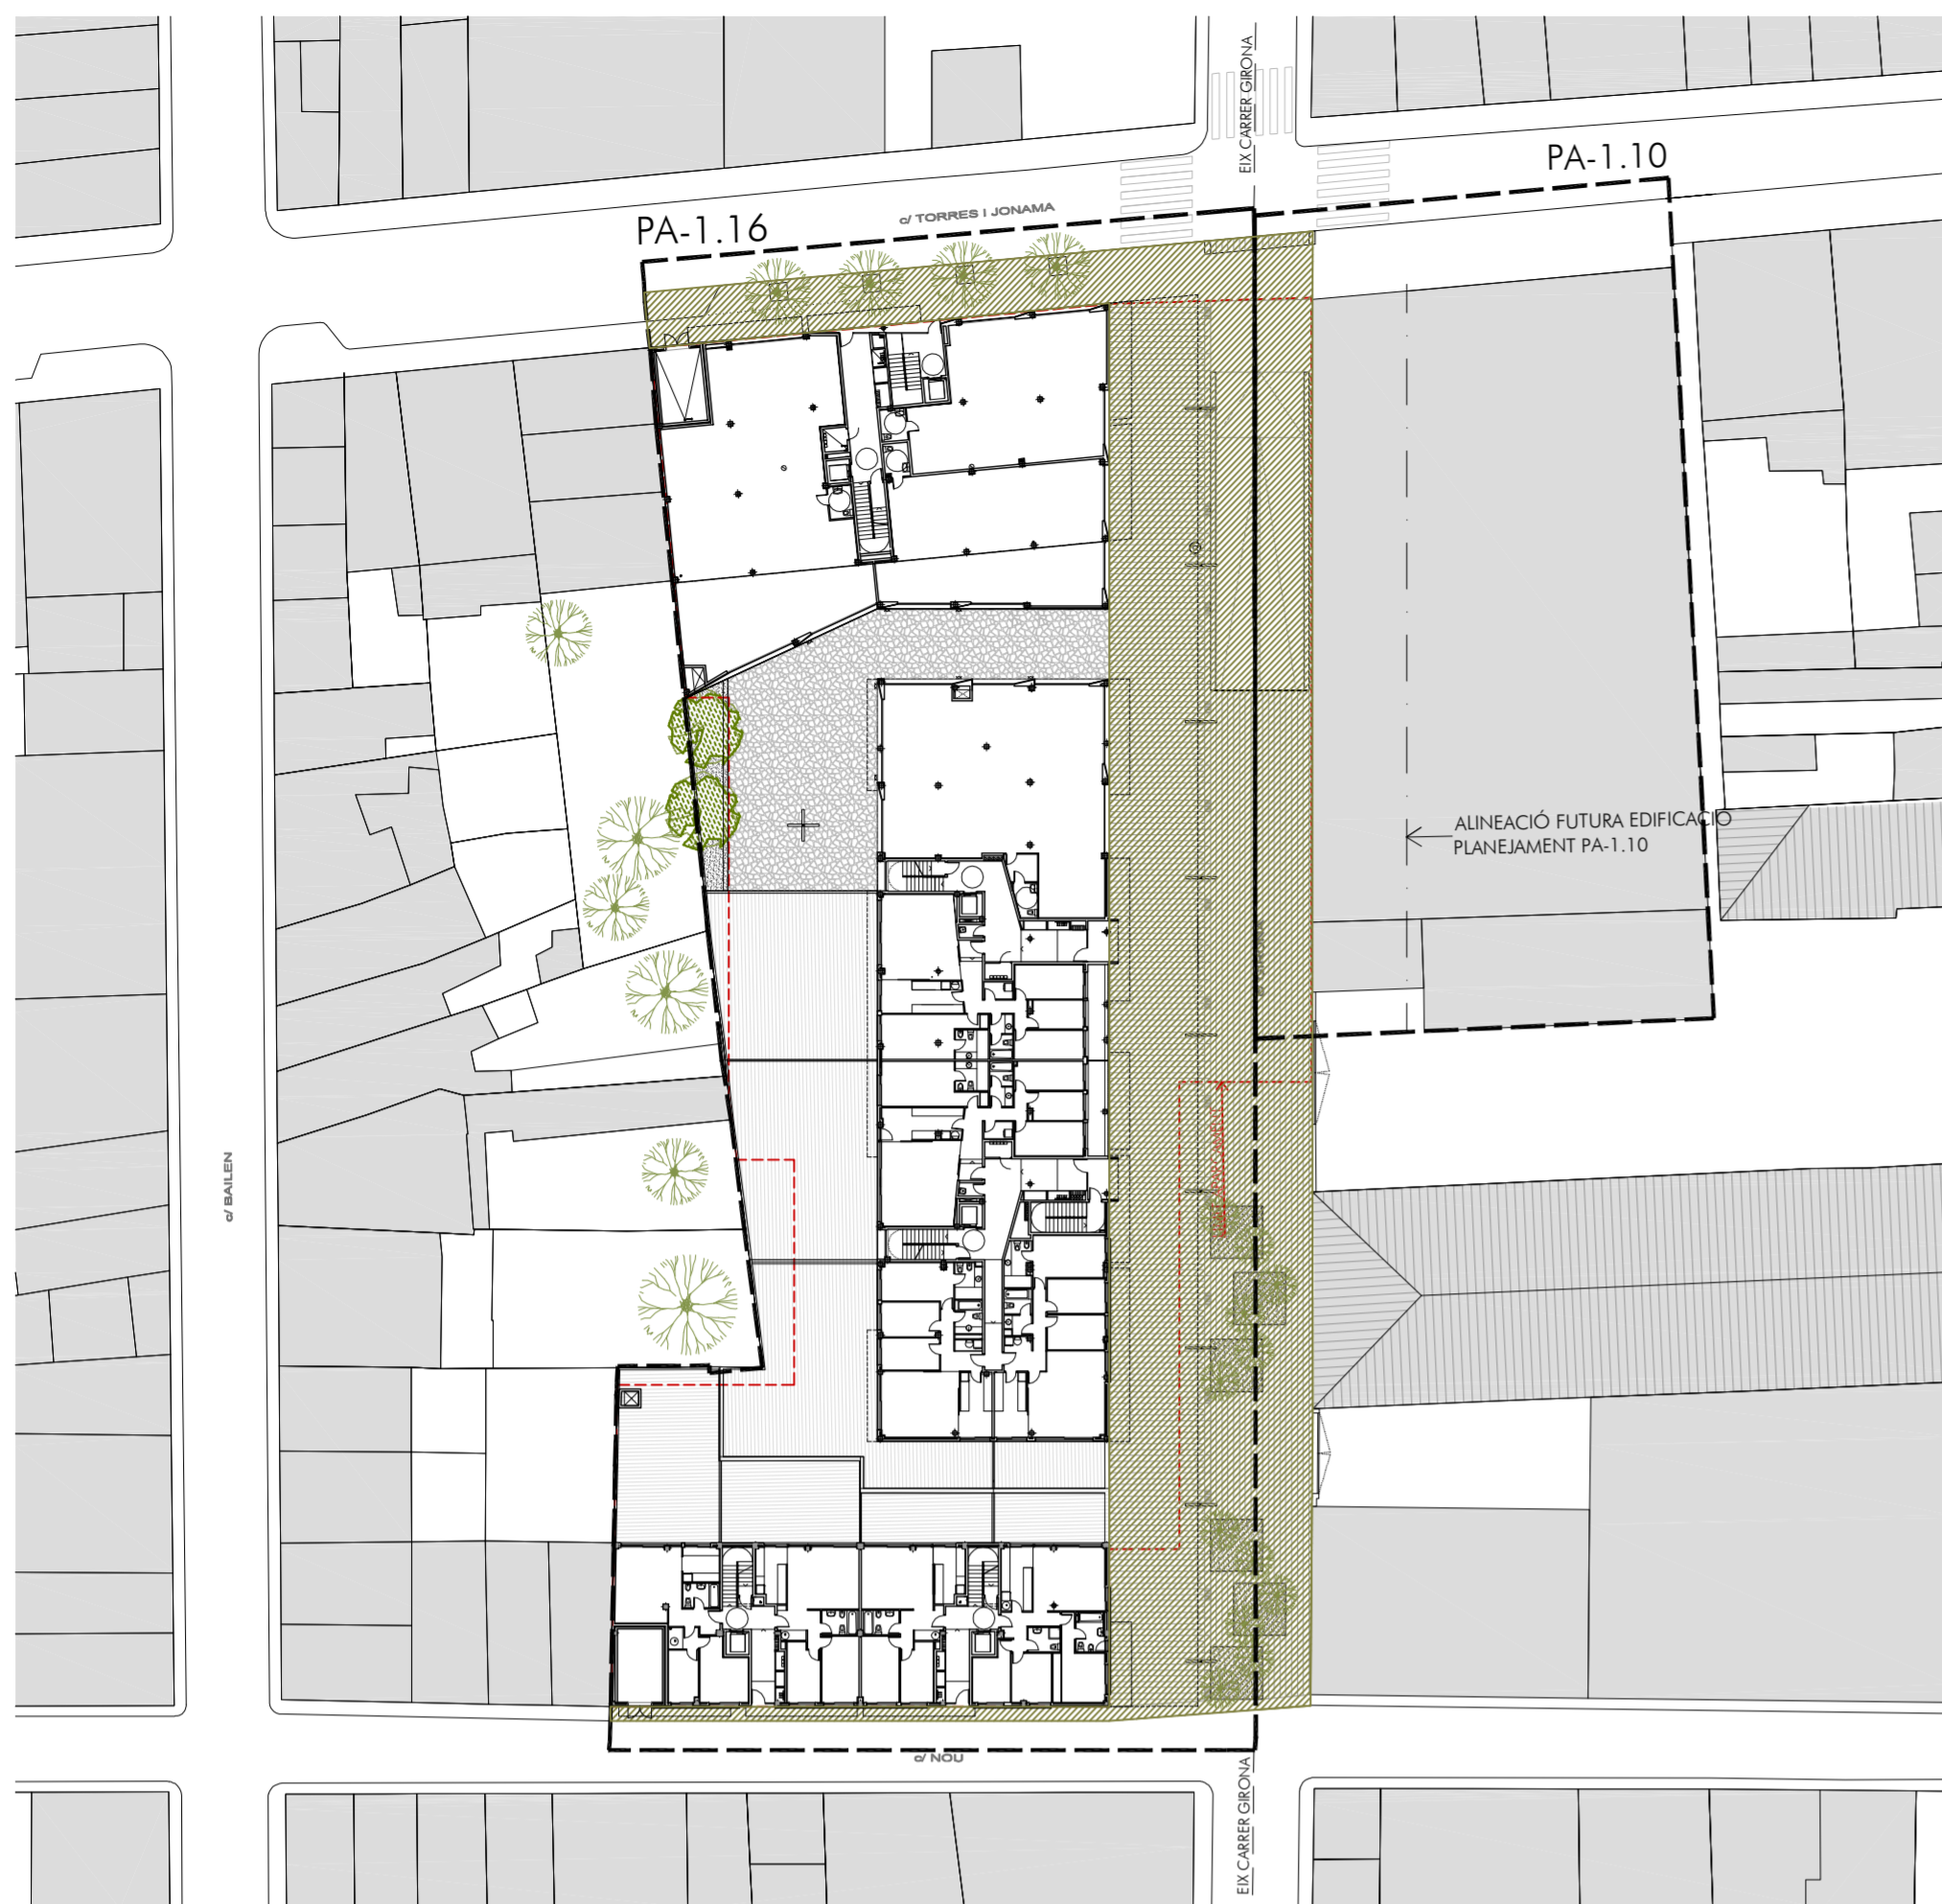 EIX CARRER GIRONA
PA-1.10
PA-1.16
c/ TORRES I JONAMA
ALINEACIÓ FUTURA EDIFICACIO
PLANEJAMENT PA-1.10
c/ BAILEN
c/ NOU
EIX CARRER GIRONA